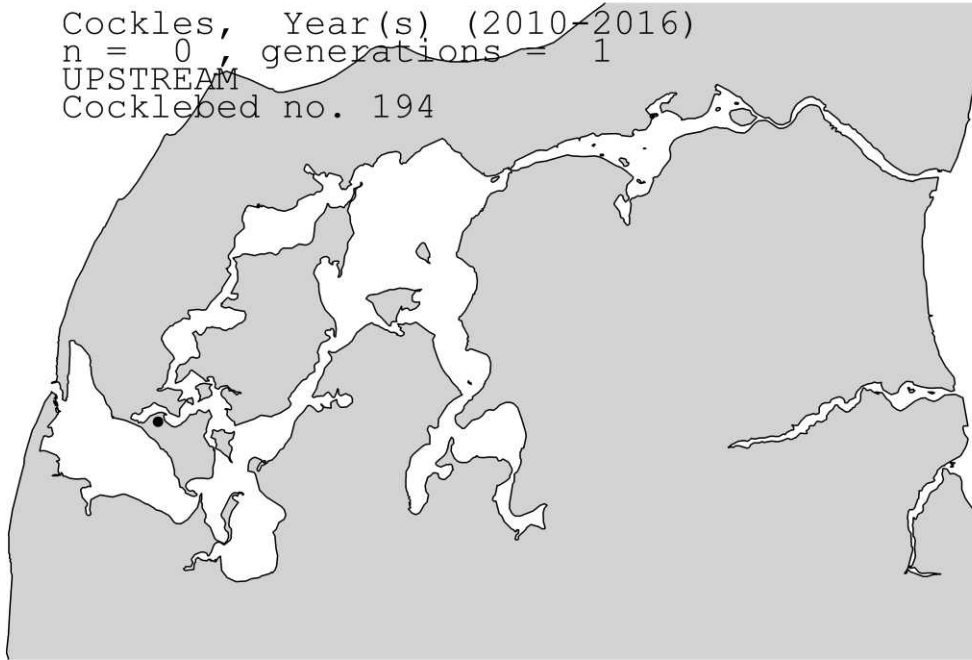 Cockles, Year(s) (2010-2016)
n = 0 , generations = 1
UPSTREAM
Cocklebed no. 194